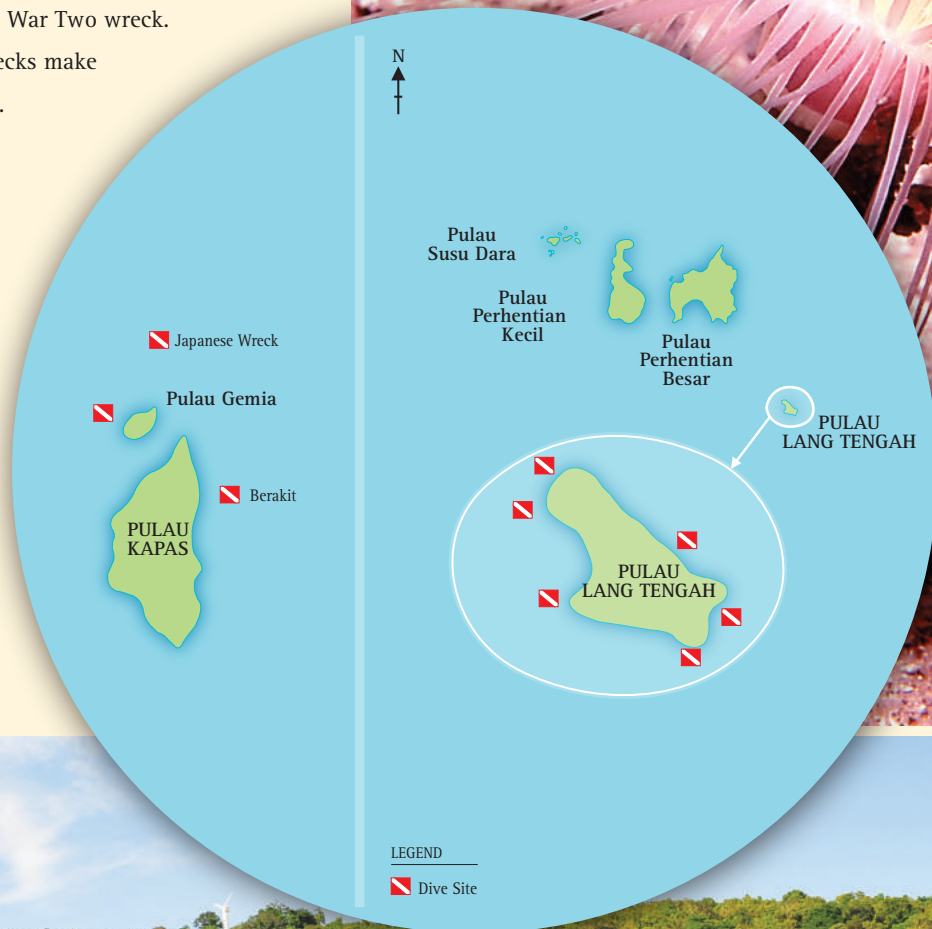 War Two wreck.
ecks make
.
N
Pulau
Susu Dara
Pulau
Perhentian
Kecil
Pulau
Perhentian
Besar
PULAU
LANG TENGAH
Japanese Wreck
Pulau Gemia
Berakit
PULAU
KAPAS
PULAU
LANG TENGAH
LEGEND
Dive Site